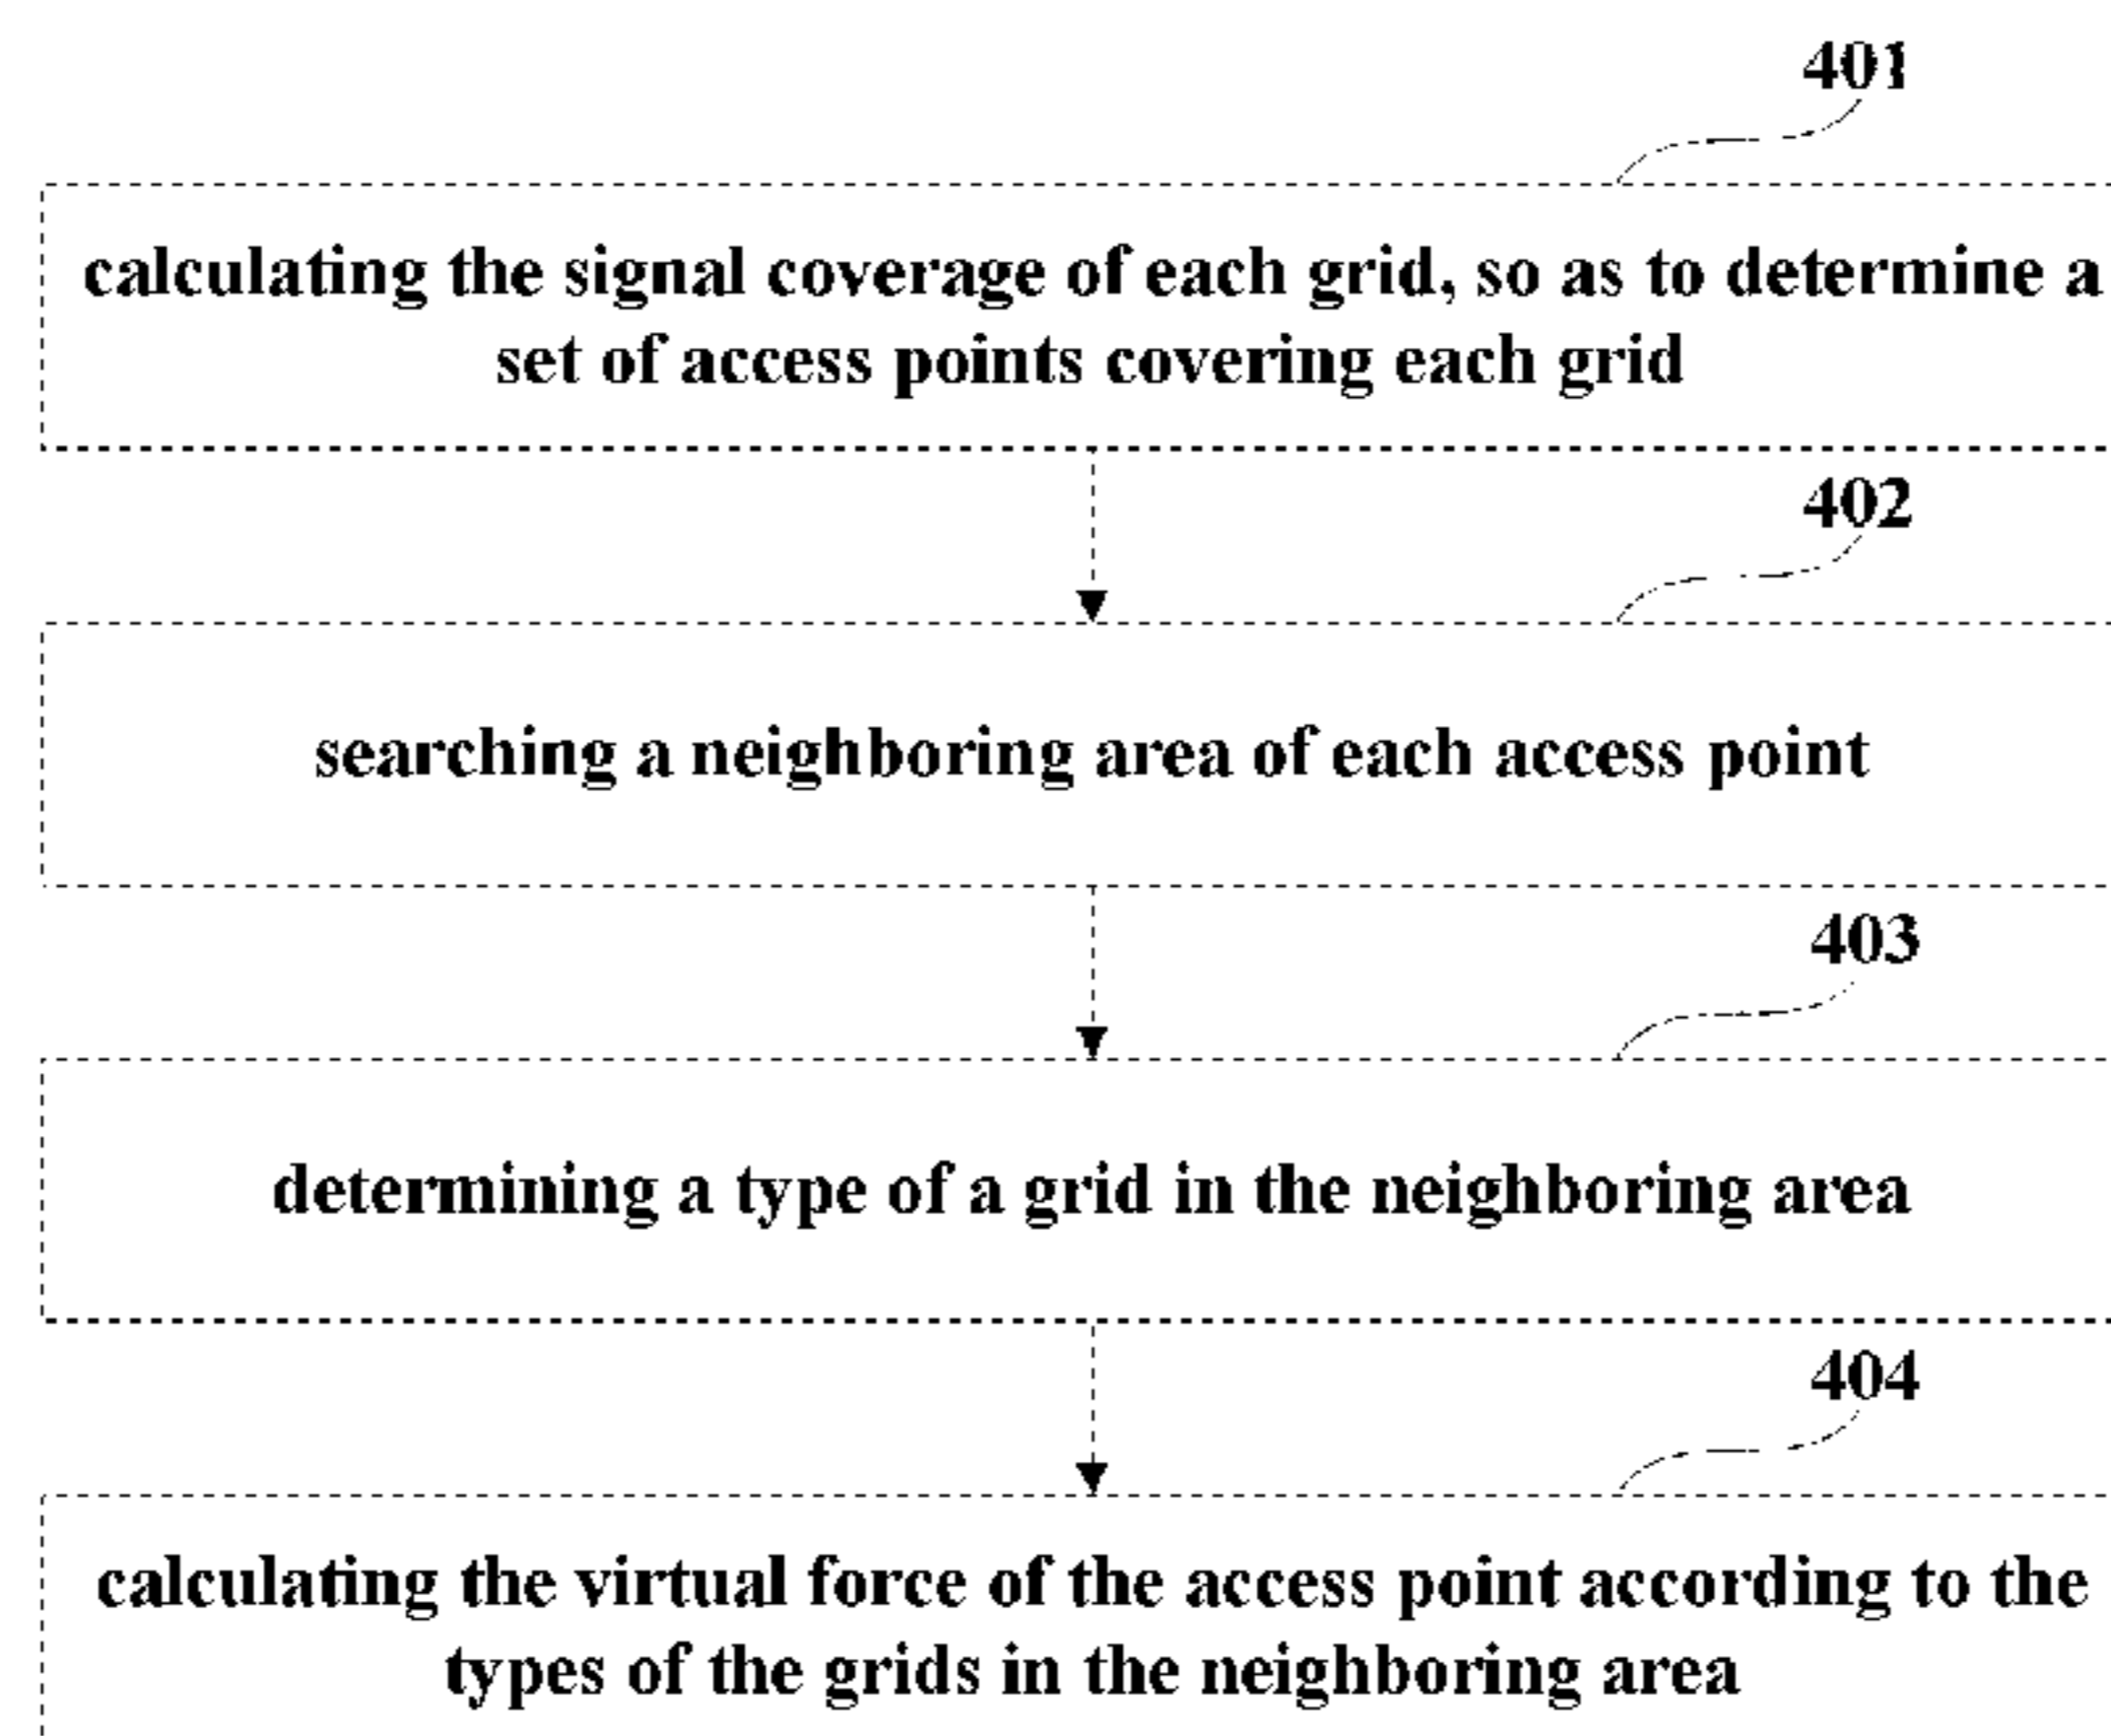 401
calculating the signal coverage of each grid, so as to determine a
set of access points covering each grid
402
searching a neighboring area of each access point
403
determining a type of a grid in the neighboring area
404
calculating the virtual force of the access point according to the
types of the grids in the neighboring area